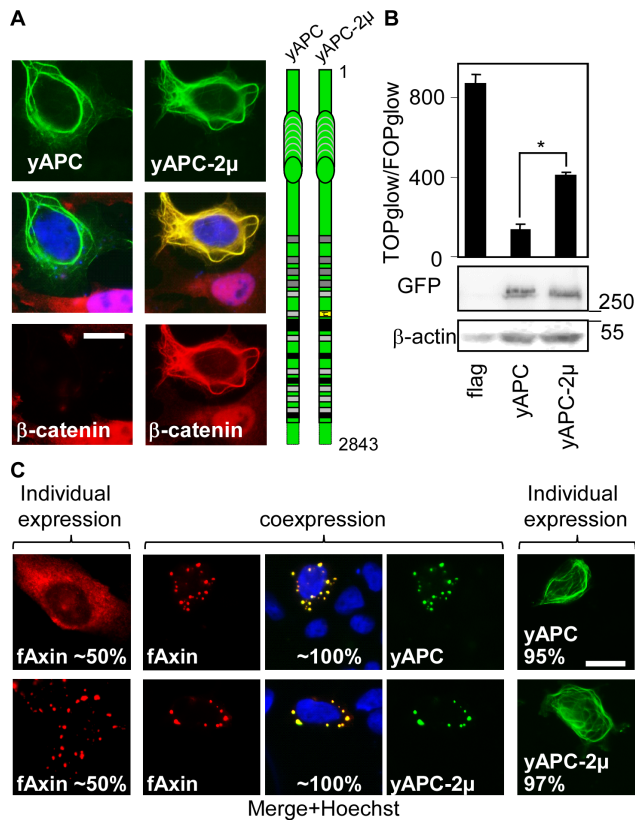 A
yAPC
yAPC-2µ
β-catenin
β-catenin
yAPC
yAPC-2µ
1
2843
B
TOPglow/FOPglow
800
400
0
*
GFP
250
β-actin
55
flag
yAPC
yAPC-2µ
C
Individual
expression
coexpression
Individual
expression
fAxin ~50%
fAxin
~100%
yAPC
yAPC
95%
fAxin ~50%
fAxin
~100%
yAPC-2µ
yAPC-2µ
97%
Merge+Hoechst